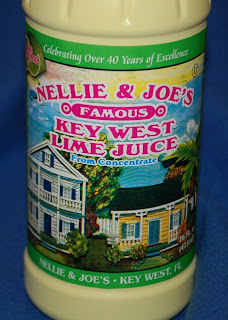 Celebrating Over 40 Years of Excellence
NELLIE & JOE'S
FAMOUS
KEY WEST
LIME JUICE
From Concentrate
NELLIE & JOE'S • KEY WEST, FL